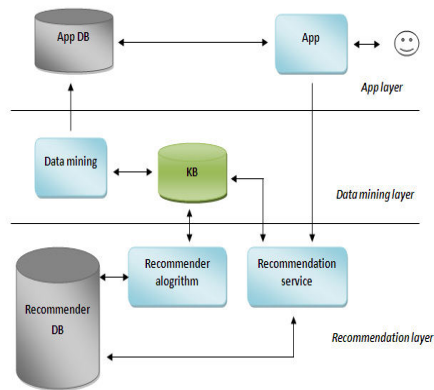 App DB
App
App layer
Data mining
KB
Data mining layer
Recommender
alogrithm
Recommendation
service
Recommender
DB
Recommendation layer